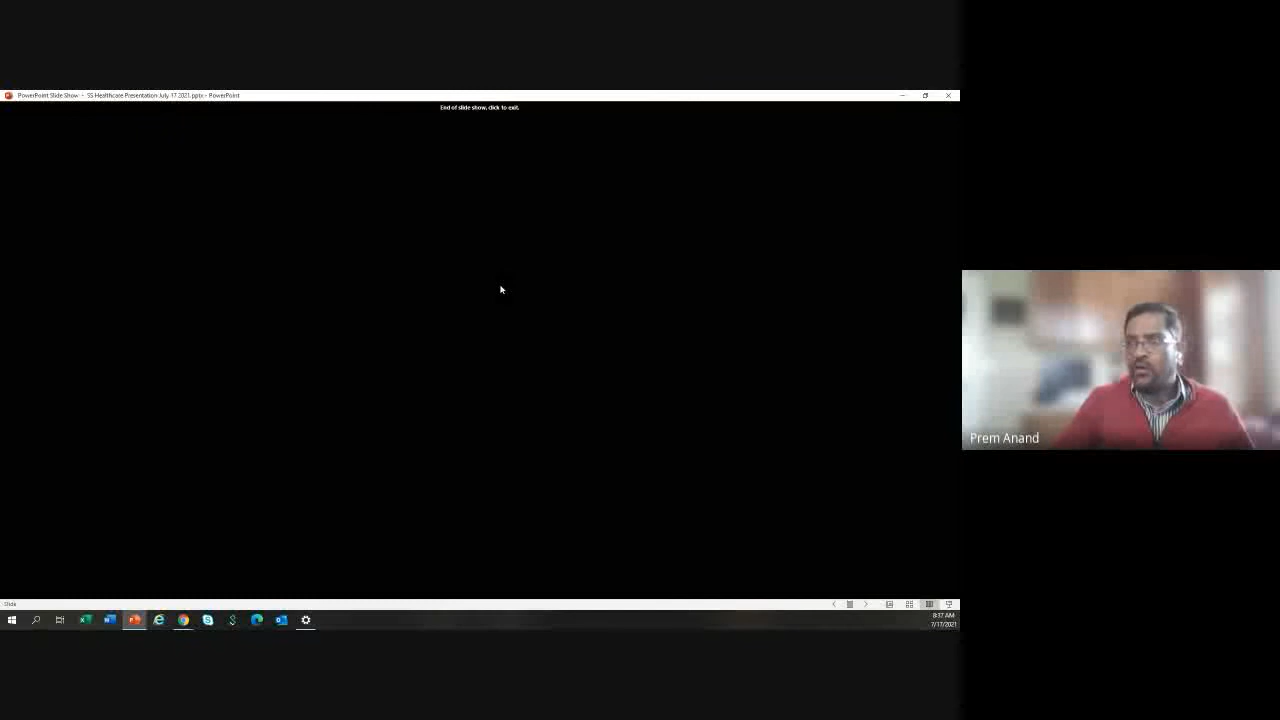 PowerPoint Slide Show - SS Healthcare Presentation July 17 2021.pptx - PowerPoint
End of slide show, click to exit.
Prem Anand
Slide
8:37 AM
7/17/2021